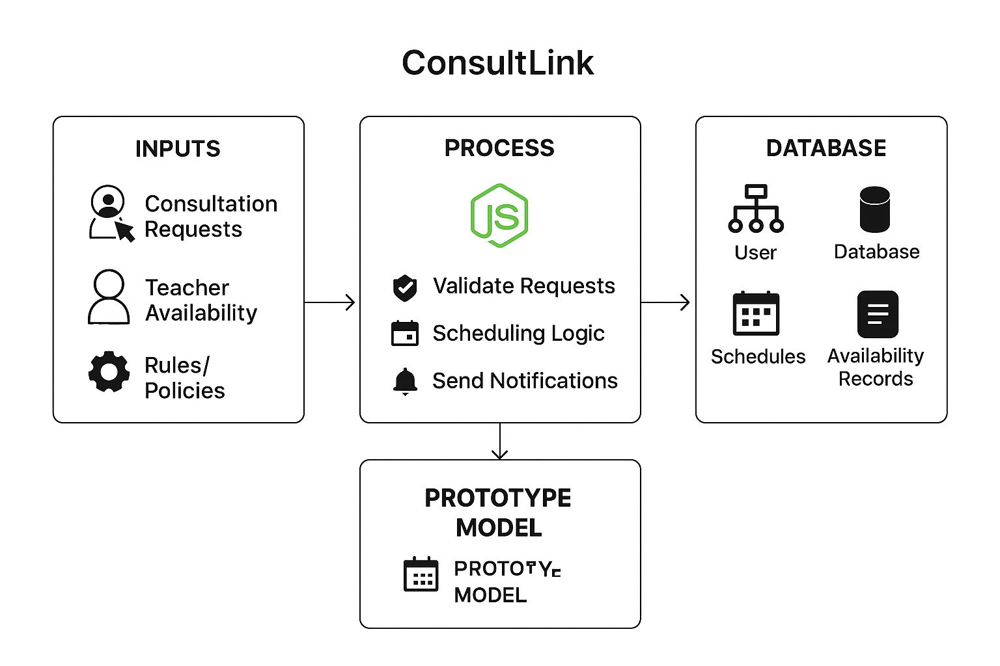 ConsultLink
INPUTS
Consultation
Requests
Teacher
Availability
Rules/
Policies
PROCESS
JS
Validate Requests
Scheduling Logic
Send Notifications
DATABASE
User
Database
Schedules
Availability
Records
PROTOTYPE
MODEL
PROTOTYE
MODEL